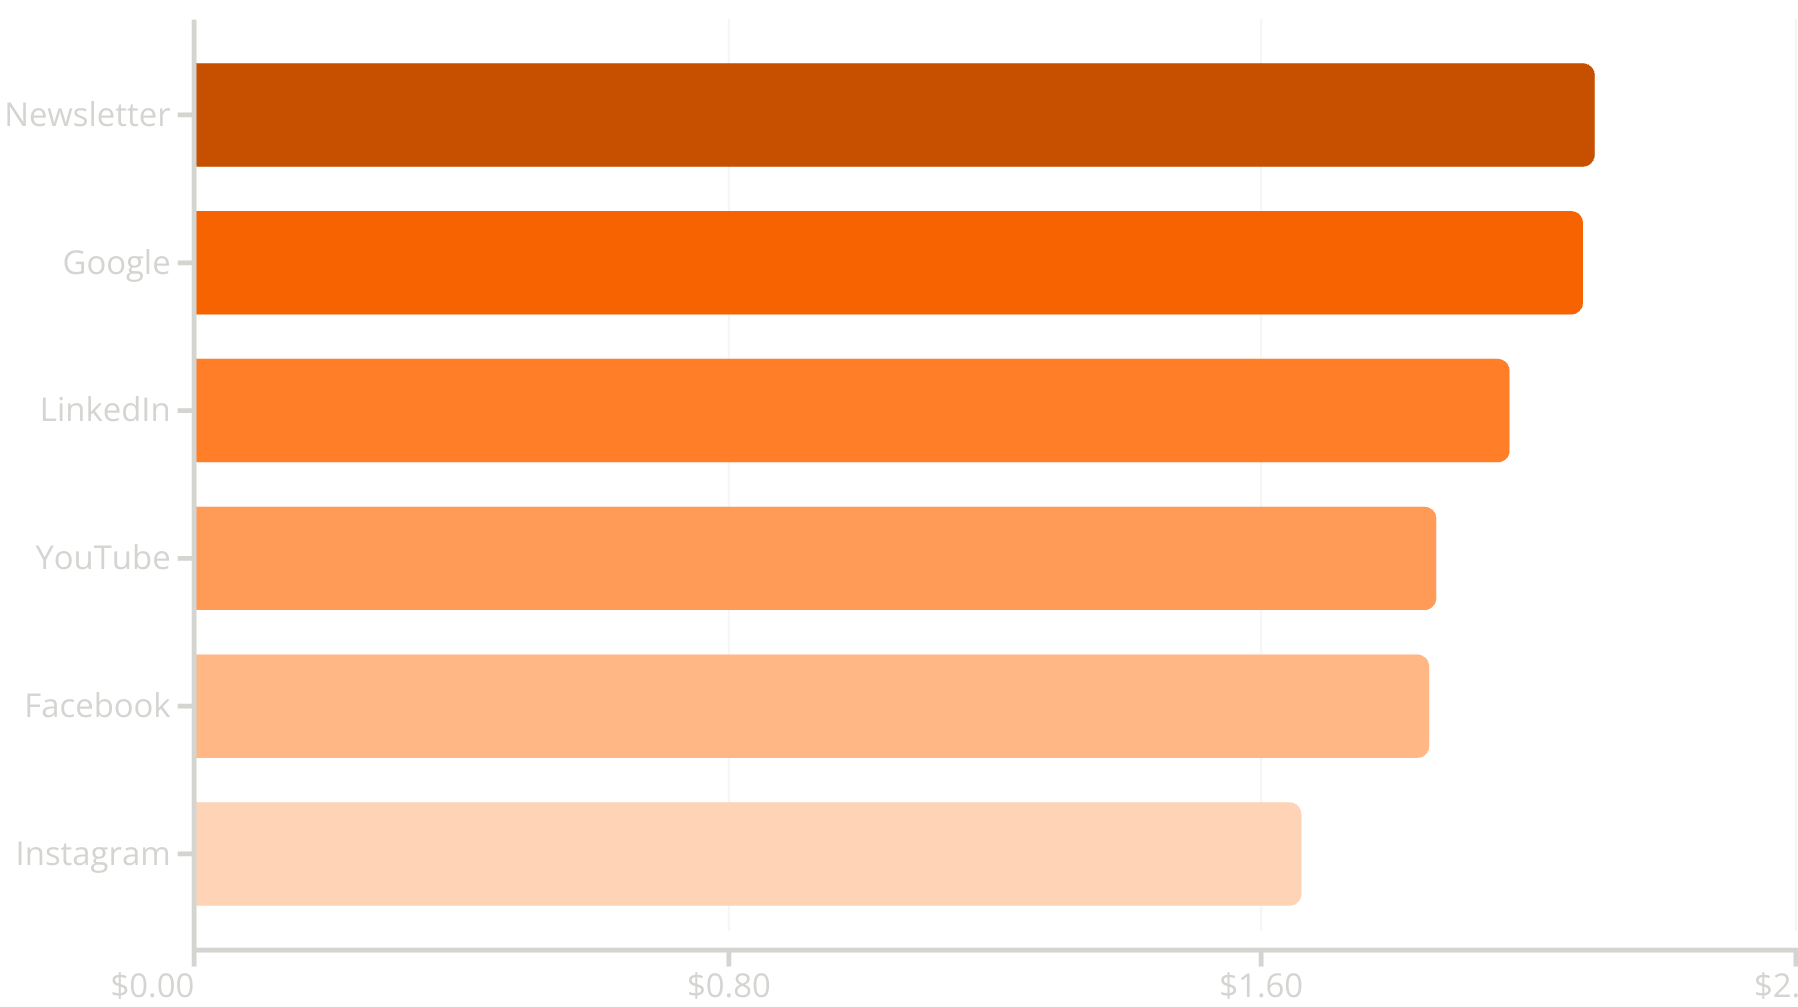 Newsletter
Google
LinkedIn
YouTube
Facebook
Instagram
$0.00 $0.80 $1.60 $2.